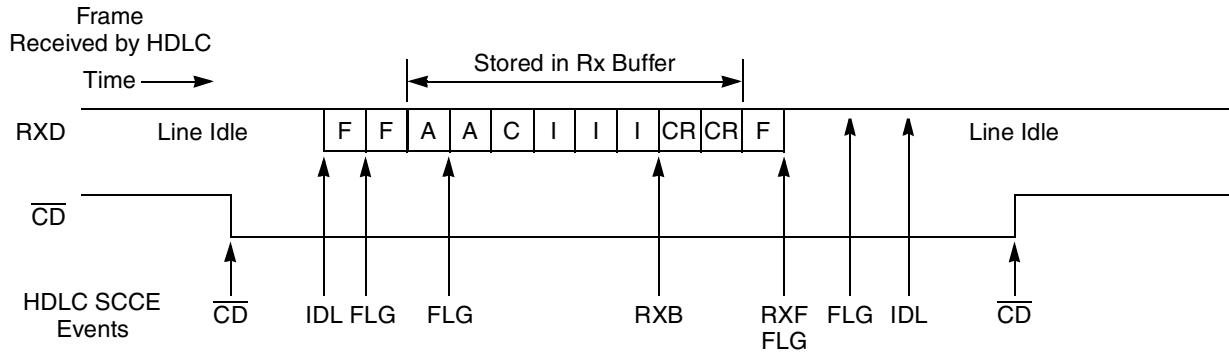 Frame
Received by HDLC
Time
Stored in Rx Buffer
RXD Line Idle F F A A C I I I CR CR F Line Idle
CD
HDLC SCCE
Events
CD IDL FLG FLG RXB RXF FLG IDL CD
FLG